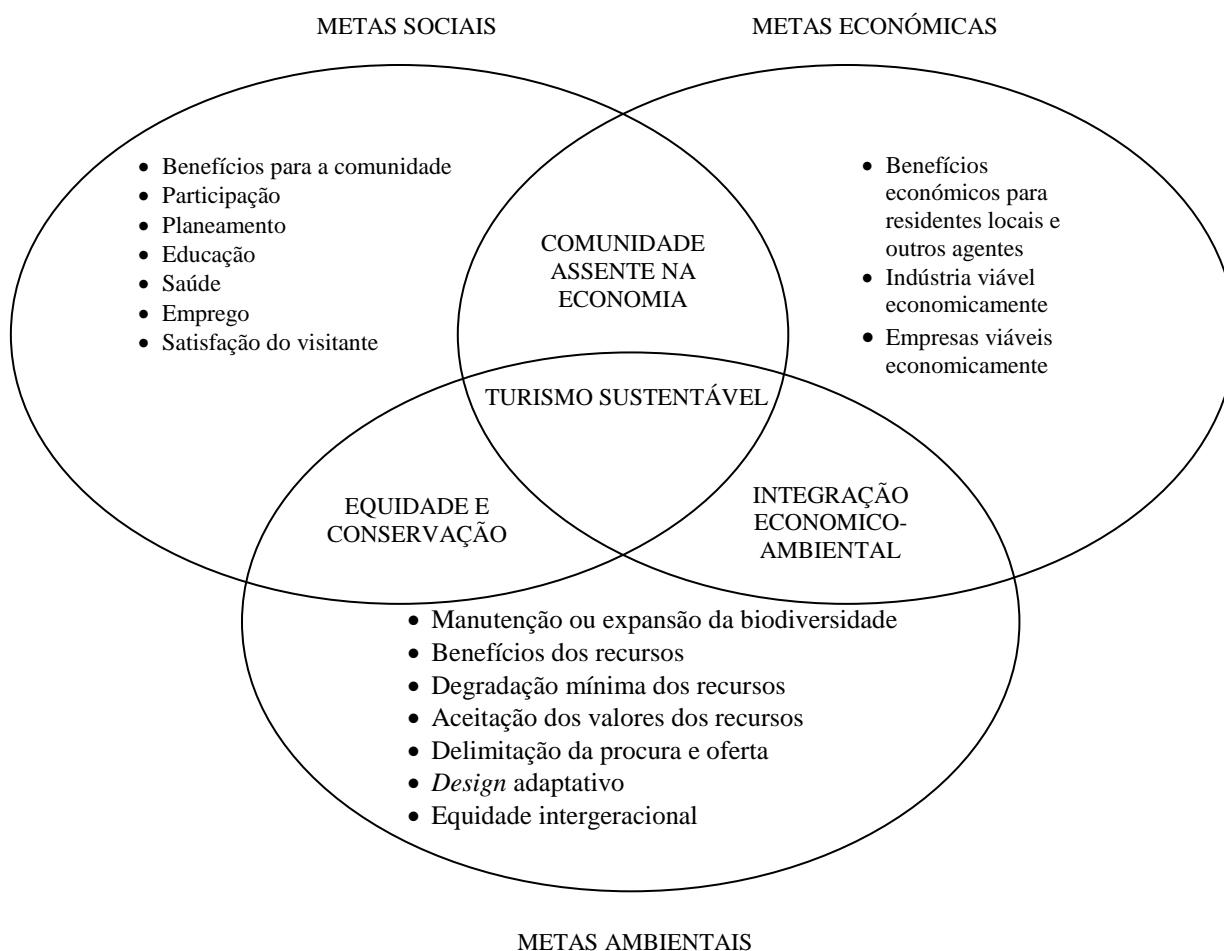 METAS SOCIAIS
METAS ECONÓMICAS
• Benefícios para a comunidade
• Participação
• Planeamento
• Educação
• Saúde
• Emprego
• Satisfação do visitante
COMUNIDADE
ASSENTE NA
ECONOMIA
• Benefícios
económicos para
residentes locais e
outros agentes
• Indústria viável
economicamente
• Empresas viáveis
economicamente
TURISMO SUSTENTÁVEL
EQUIDADE E
CONSERVAÇÃO
INTEGRAÇÃO
ECONOMICO-
AMBIENTAL
• Manutenção ou expansão da biodiversidade
• Benefícios dos recursos
• Degradação mínima dos recursos
• Aceitação dos valores dos recursos
• Delimitação da procura e oferta
• Design adaptativo
• Equidade intergeracional
METAS AMBIENTAIS